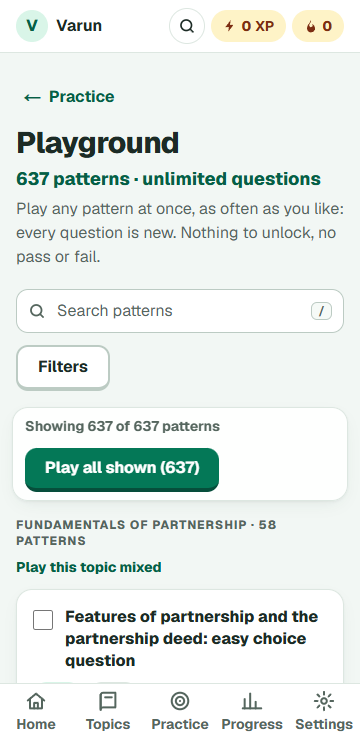 V Varun 0 XP 0
← Practice
Playground
637 patterns · unlimited questions
Play any pattern at once, as often as you like:
every question is new. Nothing to unlock, no
pass or fail.
Search patterns /
Filters
Showing 637 of 637 patterns
Play all shown (637)
FUNDAMENTALS OF PARTNERSHIP · 58
PATTERNS
Play this topic mixed
Features of partnership and the
partnership deed: easy choice
question
Home Topics Practice Progress Settings